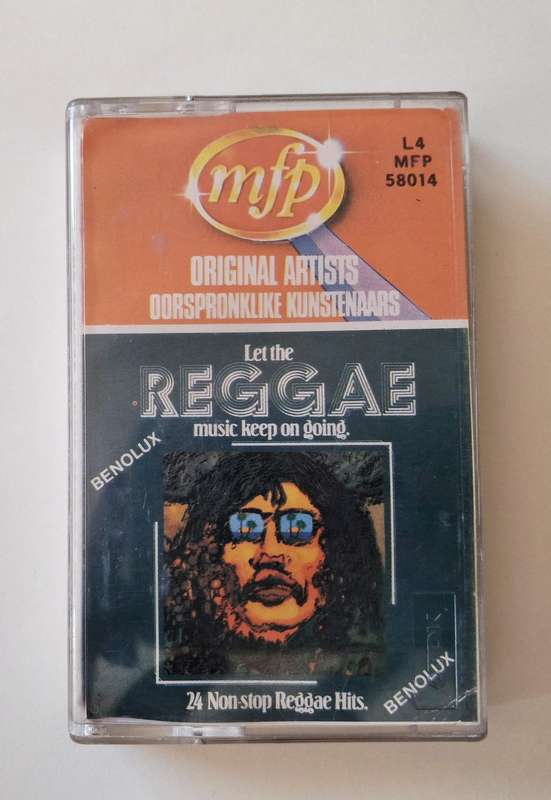 mfp
L4
MFP
58014
ORIGINAL ARTISTS
OORSPRONKLIKE KUNSTENAARS
Let the
REGGAE
music keep on going.
BENOLUX
24 Non-stop Reggae Hits.
BENOLUX